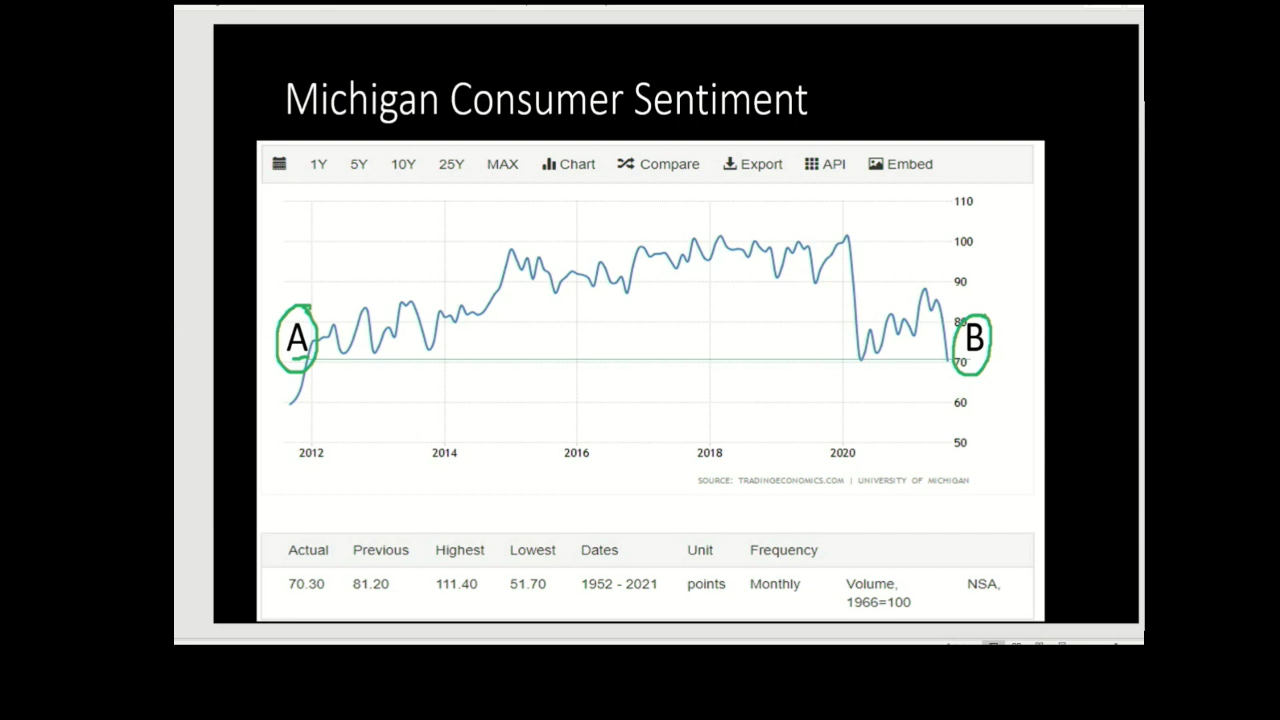 Michigan Consumer Sentiment
1Y 5Y 10Y 25Y MAX Chart Compare Export API Embed
110
100
90
80
70
60
50
A
B
2012 2014 2016 2018 2020
SOURCE: TRADINGECONOMICS.COM | UNIVERSITY OF MICHIGAN
Actual Previous Highest Lowest Dates Unit Frequency
70.30 81.20 111.40 51.70 1952 - 2021 points Monthly Volume, NSA,
1966=100